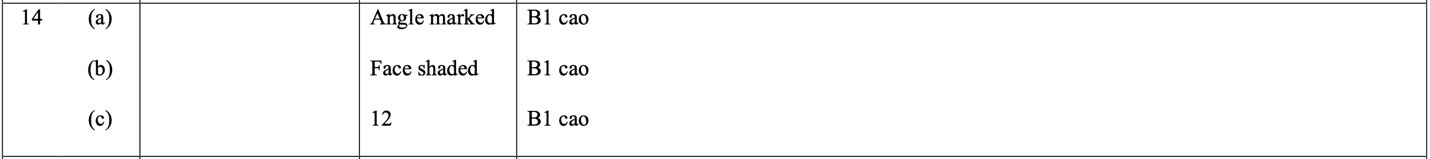 14 (a) Angle marked B1 cao
(b) Face shaded B1 cao
(c) 12 B1 cao